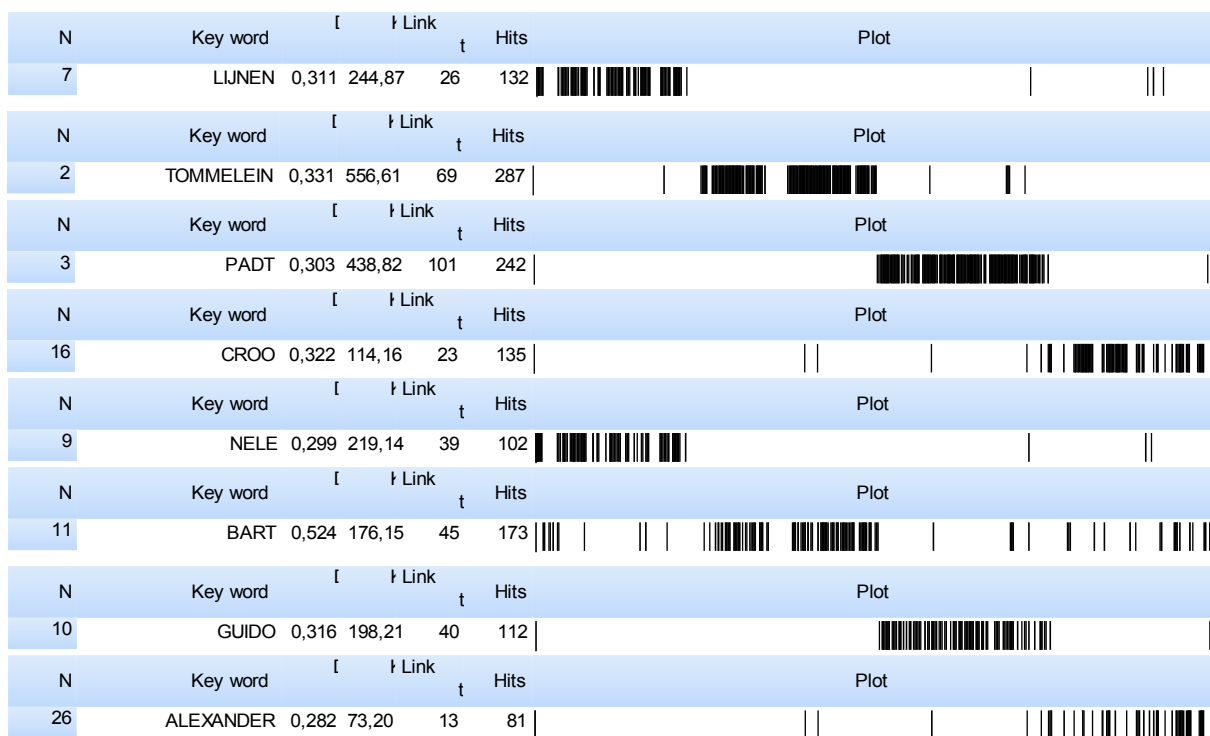 N Key word Link t Hits Plot
7 LIJNEN 0,311 244,87 26 132
N Key word Link t Hits Plot
2 TOMMELEIN 0,331 556,61 69 287
N Key word Link t Hits Plot
3 PADT 0,303 438,82 101 242
N Key word Link t Hits Plot
16 CROO 0,322 114,16 23 135
N Key word Link t Hits Plot
9 NELE 0,299 219,14 39 102
N Key word Link t Hits Plot
11 BART 0,524 176,15 45 173
N Key word Link t Hits Plot
10 GUIDO 0,316 198,21 40 112
N Key word Link t Hits Plot
26 ALEXANDER 0,282 73,20 13 81